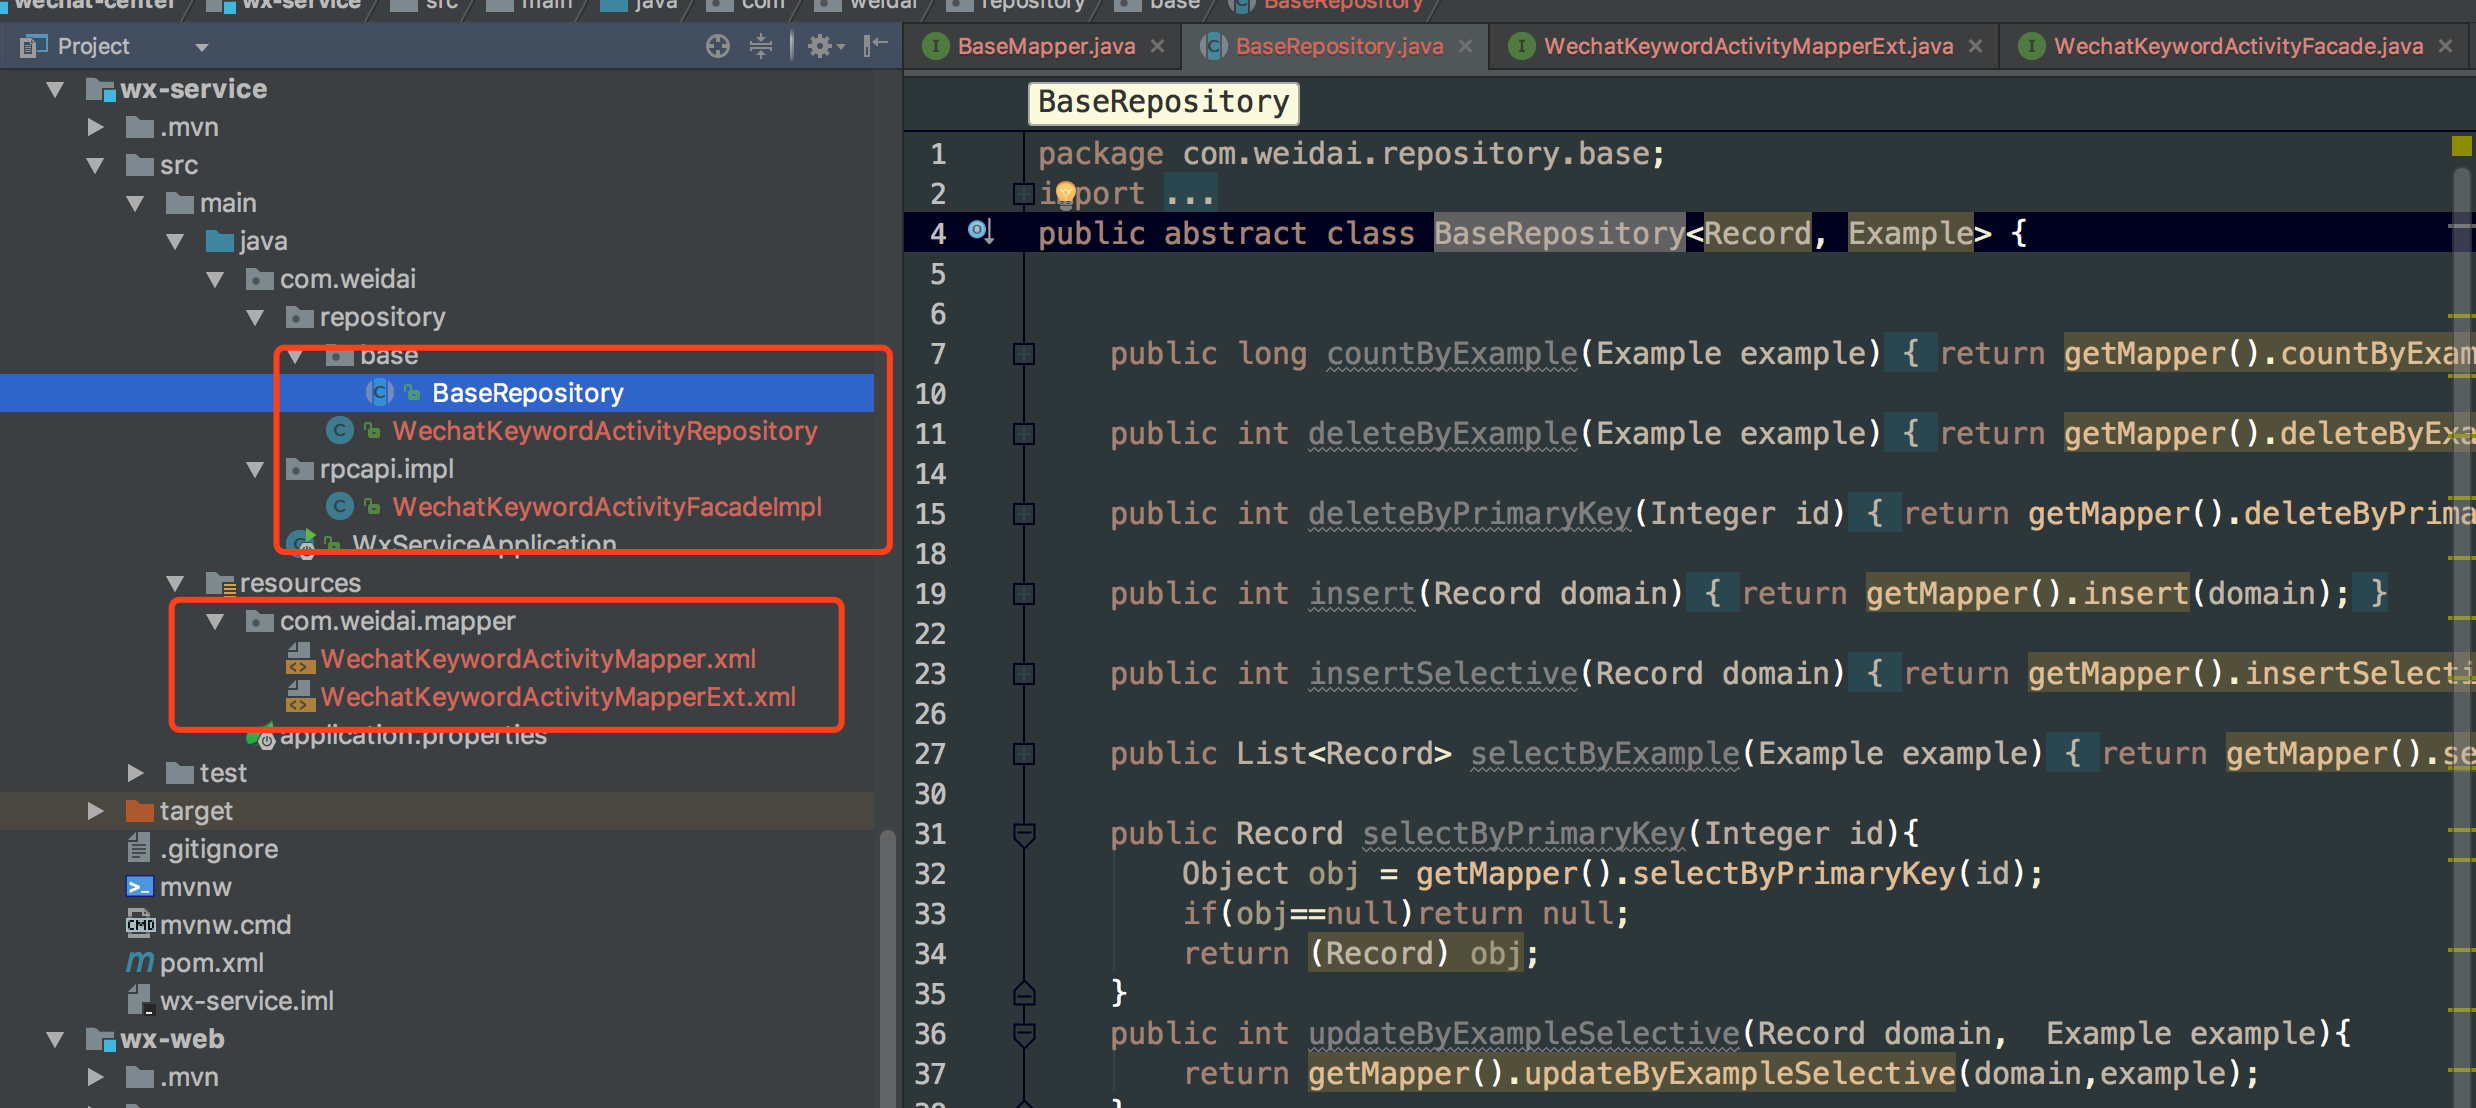 wechat-center wx-service src main java com weidai repository base BaseRepository
Project
BaseMapper.java BaseRepository.java WechatKeywordActivityMapperExt.java WechatKeywordActivityFacade.java
wx-service
.mvn
src
main
java
com.weidai
repository
base
BaseRepository
WechatKeywordActivityRepository
rpcapi.impl
WechatKeywordActivityFacadeImpl
WxServiceApplication
resources
com.weidai.mapper
WechatKeywordActivityMapper.xml
WechatKeywordActivityMapperExt.xml
application.properties
test
target
.gitignore
mvnw
mvnw.cmd
pom.xml
wx-service.iml
wx-web
.mvn
BaseRepository
1 package com.weidai.repository.base;
2 import ...
4 public abstract class BaseRepository<Record, Example> {
5
6
7 public long countByExample(Example example) { return getMapper().countByExam
10
11 public int deleteByExample(Example example) { return getMapper().deleteByExa
14
15 public int deleteByPrimaryKey(Integer id) { return getMapper().deleteByPrima
18
19 public int insert(Record domain) { return getMapper().insert(domain); }
22
23 public int insertSelective(Record domain) { return getMapper().insertSelecti
26
27 public List<Record> selectByExample(Example example) { return getMapper().se
30
31 public Record selectByPrimaryKey(Integer id){
32 Object obj = getMapper().selectByPrimaryKey(id);
33 if(obj==null)return null;
34 return (Record) obj;
35 }
36 public int updateByExampleSelective(Record domain, Example example){
37 return getMapper().updateByExampleSelective(domain,example);
38 }